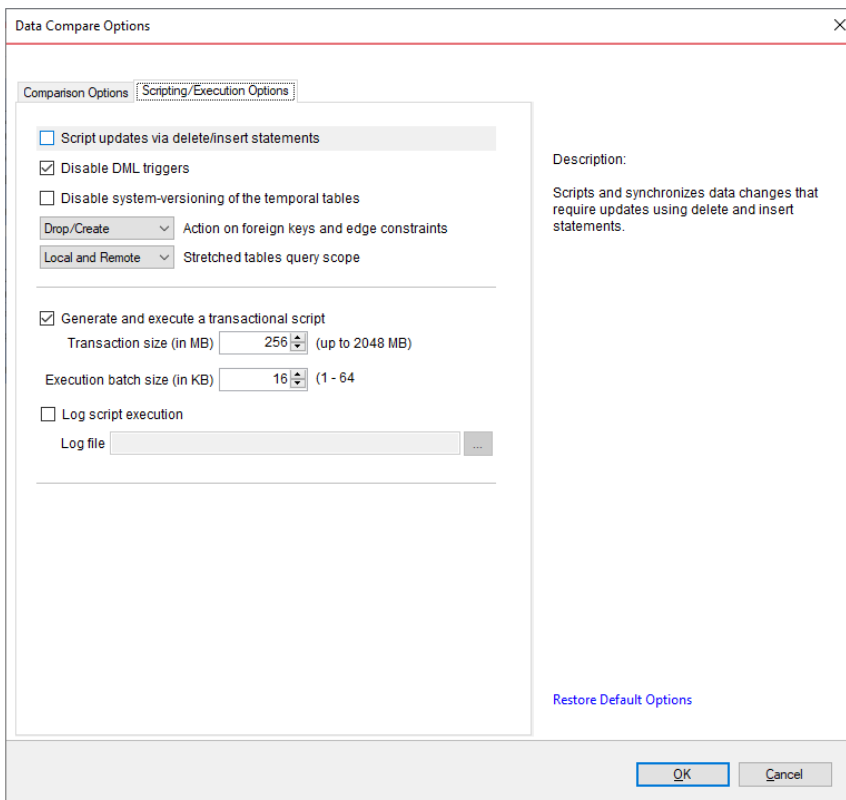 Data Compare Options
Comparison Options
Scripting/Execution Options
Script updates via delete/insert statements
Disable DML triggers
Disable system-versioning of the temporal tables
Drop/Create Action on foreign keys and edge constraints
Local and Remote Stretched tables query scope
Generate and execute a transactional script
Transaction size (in MB) 256 (up to 2048 MB)
Execution batch size (in KB) 16 (1 - 64
Log script execution
Log file ...
Description:
Scripts and synchronizes data changes that
require updates using delete and insert
statements.
Restore Default Options
OK
Cancel